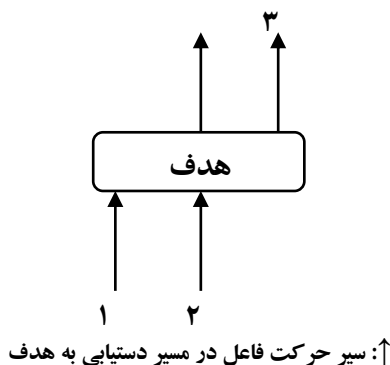 ۳
هدف
۱ ۲
↑: سیر حرکت فاعل در مسیر دستیابی به هدف